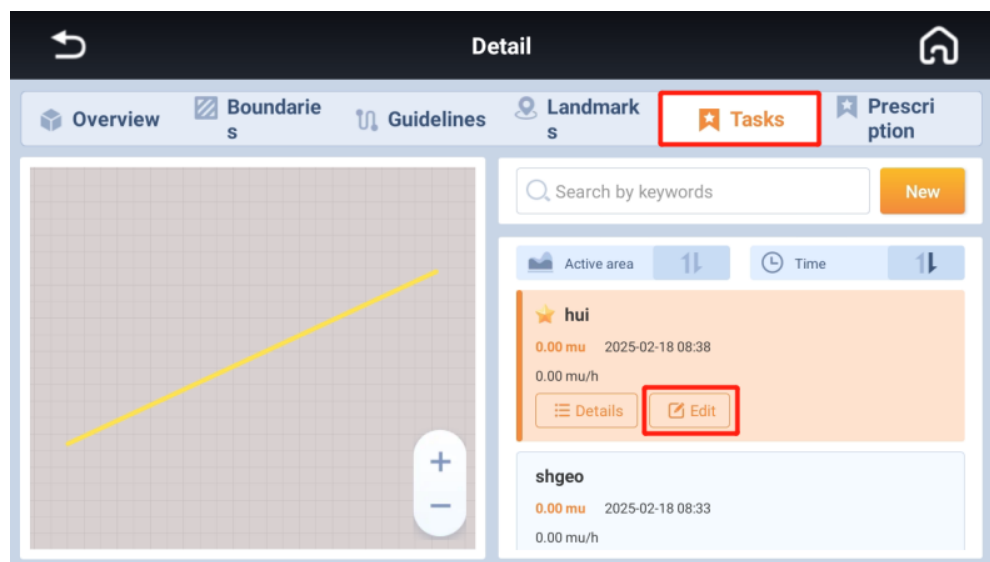 Detail
Overview
Boundarie
s
Guidelines
Landmark
s
Tasks
Prescri
ption
Search by keywords
New
Active area
Time
hui
0.00 mu 2025-02-18 08:38
0.00 mu/h
Details
Edit
shgeo
0.00 mu 2025-02-18 08:33
0.00 mu/h
+
−